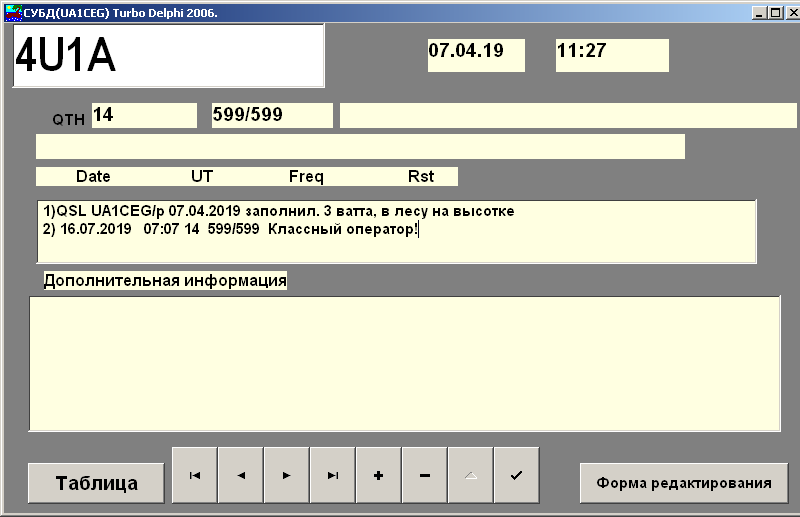 СУБД(UA1CEG) Turbo Delphi 2006.
4U1A 07.04.19 11:27
QTH 14 599/599
Date UT Freq Rst
1)QSL UA1CEG/p 07.04.2019 заполнил. 3 ватта, в лесу на высотке
2) 16.07.2019 07:07 14 599/599 Классный оператор!
Дополнительная информация
Таблица Форма редактирования